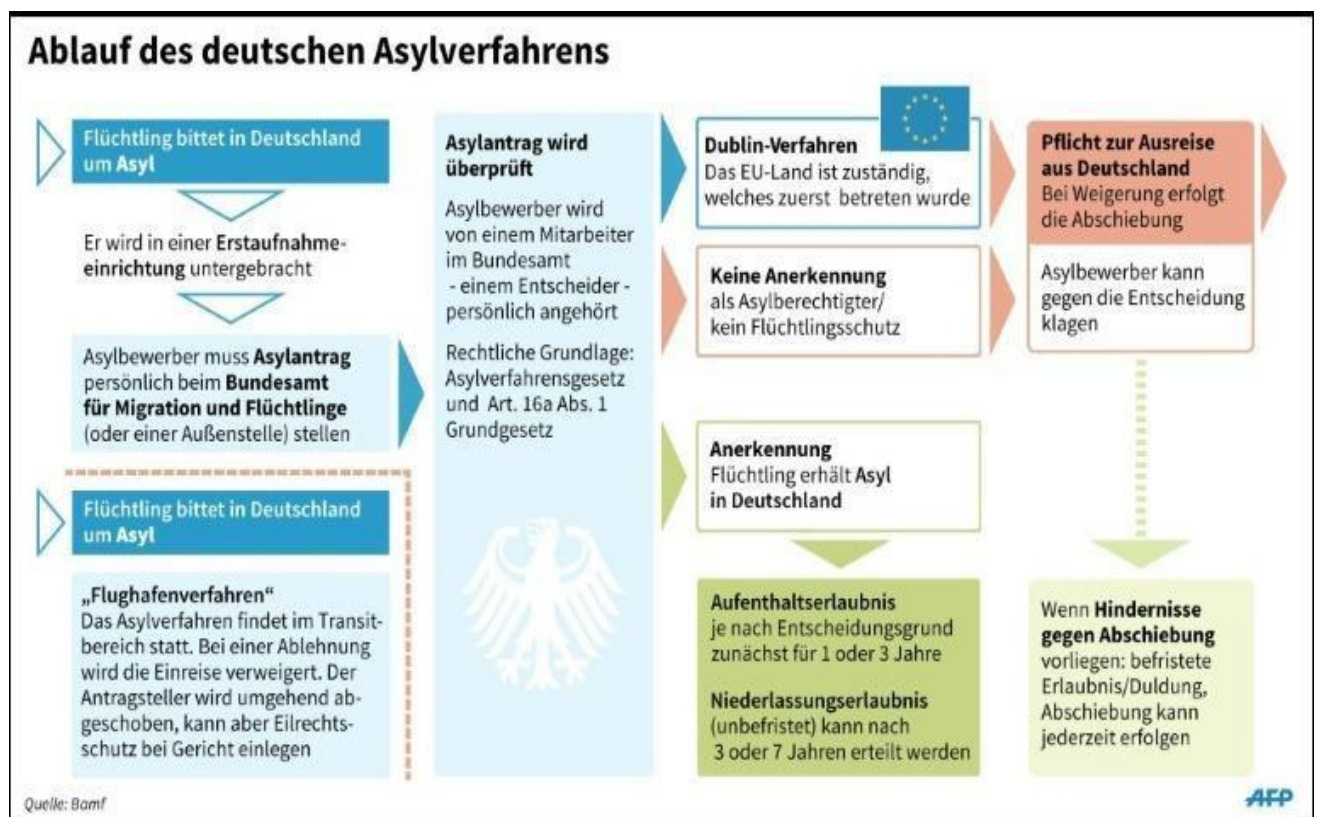 Ablauf des deutschen Asylverfahrens
Flüchtling bittet in Deutschland
um Asyl
Er wird in einer Erstaufnahme-
einrichtung untergebracht
Asylbewerber muss Asylantrag
persönlich beim Bundesamt
für Migration und Flüchtlinge
(oder einer Außenstelle) stellen
Flüchtling bittet in Deutschland
um Asyl
„Flughafenverfahren“
Das Asylverfahren findet im Transit-
bereich statt. Bei einer Ablehnung
wird die Einreise verweigert. Der
Antragsteller wird umgehend ab-
geschoben, kann aber Eilrechts-
schutz bei Gericht einlegen
Asylantrag wird
überprüft
Asylbewerber wird
von einem Mitarbeiter
im Bundesamt
- einem Entscheider -
persönlich angehört
Rechtliche Grundlage:
Asylverfahrensgesetz
und Art. 16a Abs. 1
Grundgesetz
Dublin-Verfahren
Das EU-Land ist zuständig,
welches zuerst betreten wurde
Keine Anerkennung
als Asylberechtigter/
kein Flüchtlingsschutz
Anerkennung
Flüchtling erhält Asyl
in Deutschland
Aufenthaltserlaubnis
je nach Entscheidungsgrund
zunächst für 1 oder 3 Jahre
Niederlassungserlaubnis
(unbefristet) kann nach
3 oder 7 Jahren erteilt werden
Pflicht zur Ausreise
aus Deutschland
Bei Weigerung erfolgt
die Abschiebung
Asylbewerber kann
gegen die Entscheidung
klagen
Wenn Hindernisse
gegen Abschiebung
vorliegen: befristete
Erlaubnis/Duldung,
Abschiebung kann
jederzeit erfolgen
Quelle: Bamf
AFP